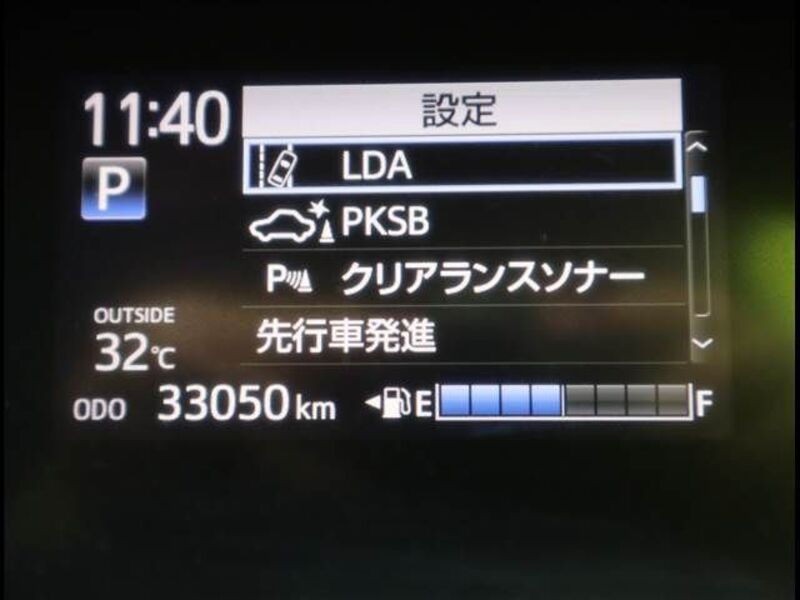 11:40
設定
P
LDA
PKSB
P クリアランスソナー
OUTSIDE
32℃
先行車発進
ODO 33050 km
E F